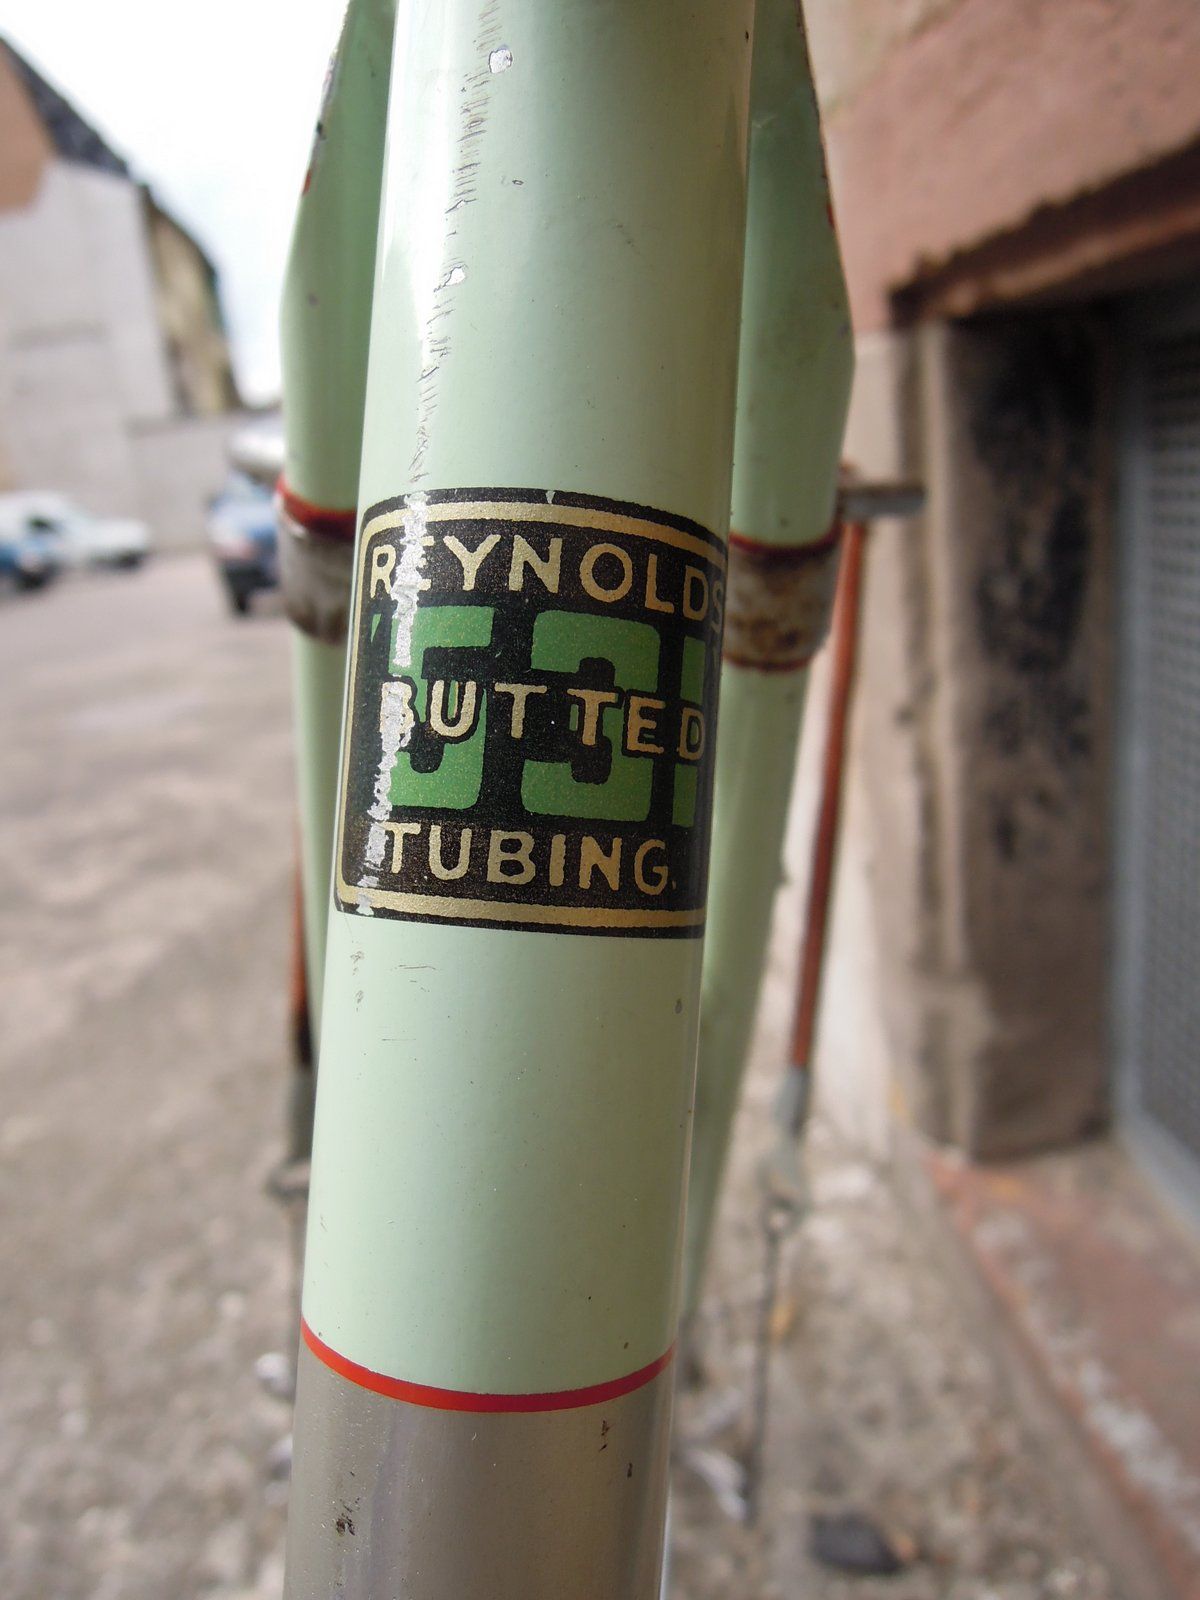 REYNOLDS
531
BUTTED
TUBING.